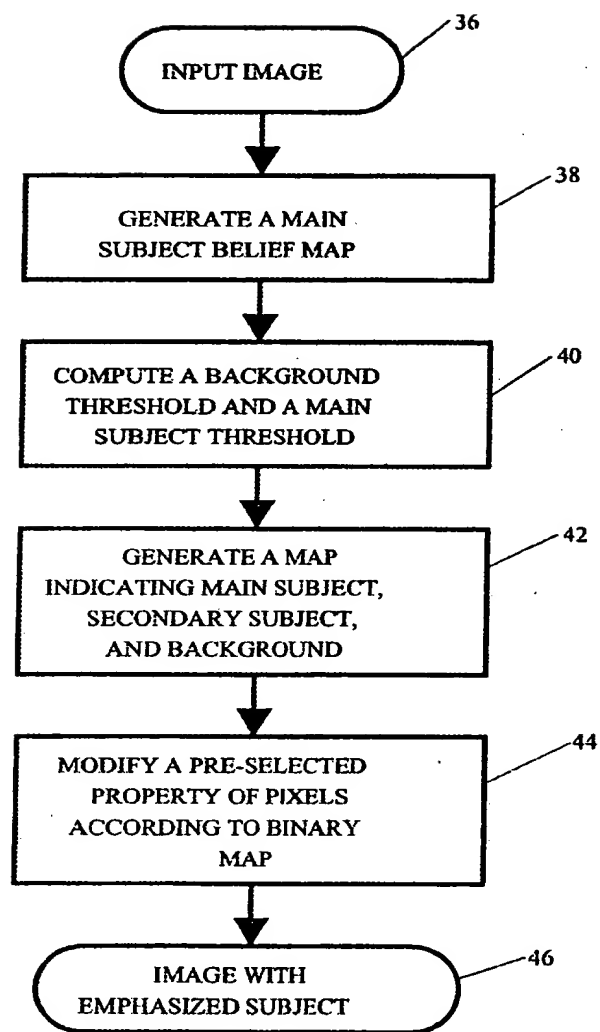 36
INPUT IMAGE
38
GENERATE A MAIN
SUBJECT BELIEF MAP
40
COMPUTE A BACKGROUND
THRESHOLD AND A MAIN
SUBJECT THRESHOLD
42
GENERATE A MAP
INDICATING MAIN SUBJECT,
SECONDARY SUBJECT,
AND BACKGROUND
44
MODIFY A PRE-SELECTED
PROPERTY OF PIXELS
ACCORDING TO BINARY
MAP
46
IMAGE WITH
EMPHASIZED SUBJECT